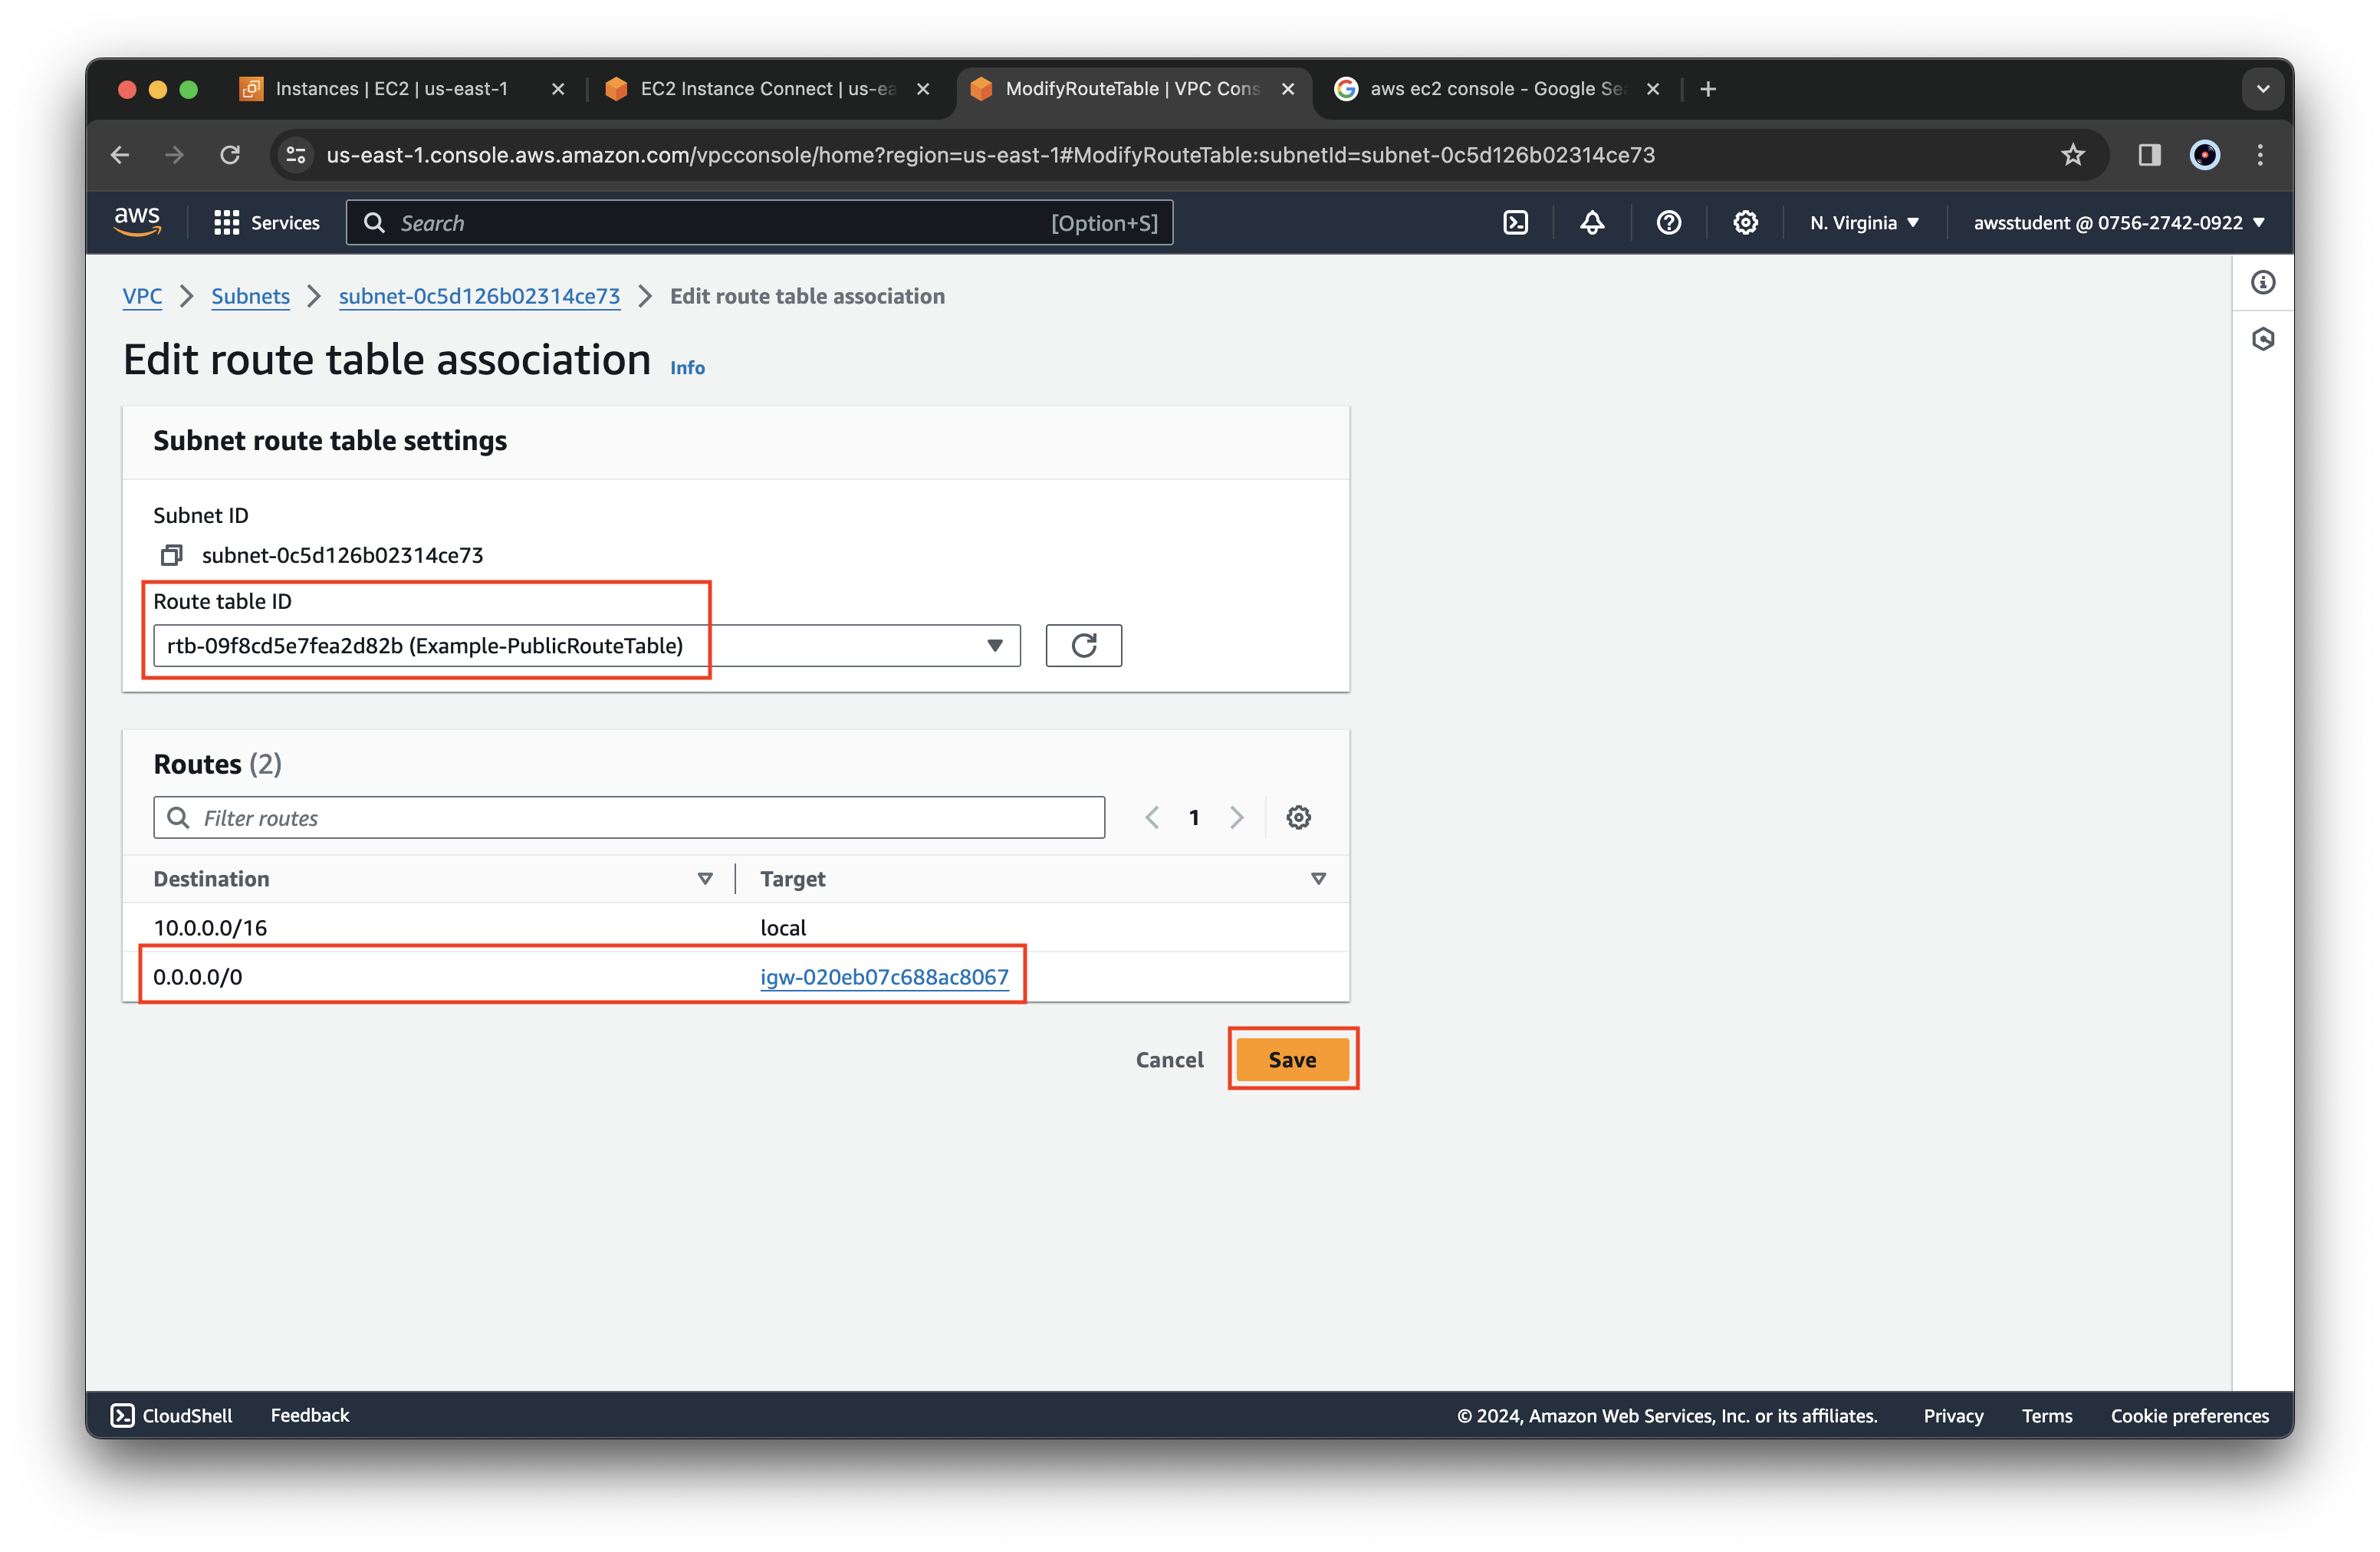 Instances | EC2 | us-east-1
EC2 Instance Connect | us-ea
ModifyRouteTable | VPC Cons
aws ec2 console - Google Sea
us-east-1.console.aws.amazon.com/vpcconsole/home?region=us-east-1#ModifyRouteTable:subnetId=subnet-0c5d126b02314ce73
aws
Services
Search
[Option+S]
N. Virginia
awsstudent @ 0756-2742-0922
VPC
Subnets
subnet-0c5d126b02314ce73
Edit route table association
Edit route table association
Info
Subnet route table settings
Subnet ID
subnet-0c5d126b02314ce73
Route table ID
rtb-09f8cd5e7fea2d82b (Example-PublicRouteTable)
Routes (2)
Filter routes
1
Destination
Target
10.0.0.0/16
local
0.0.0.0/0
igw-020eb07c688ac8067
Cancel
Save
CloudShell
Feedback
© 2024, Amazon Web Services, Inc. or its affiliates.
Privacy
Terms
Cookie preferences